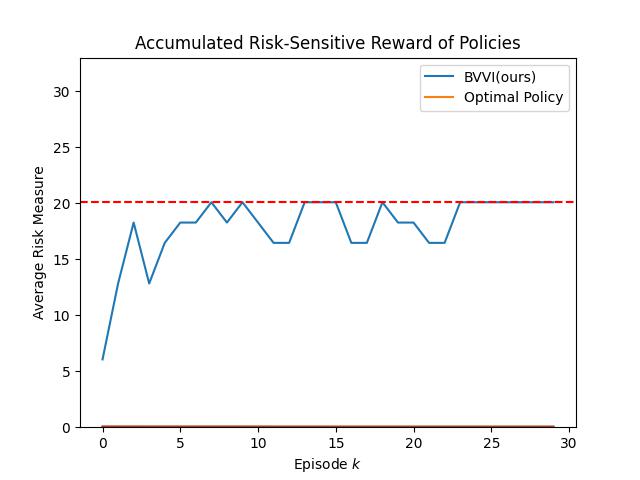 Accumulated Risk-Sensitive Reward of Policies
BVVI(ours)
Optimal Policy
Average Risk Measure
30
25
20
15
10
5
0
0 5 10 15 20 25 30
Episode k